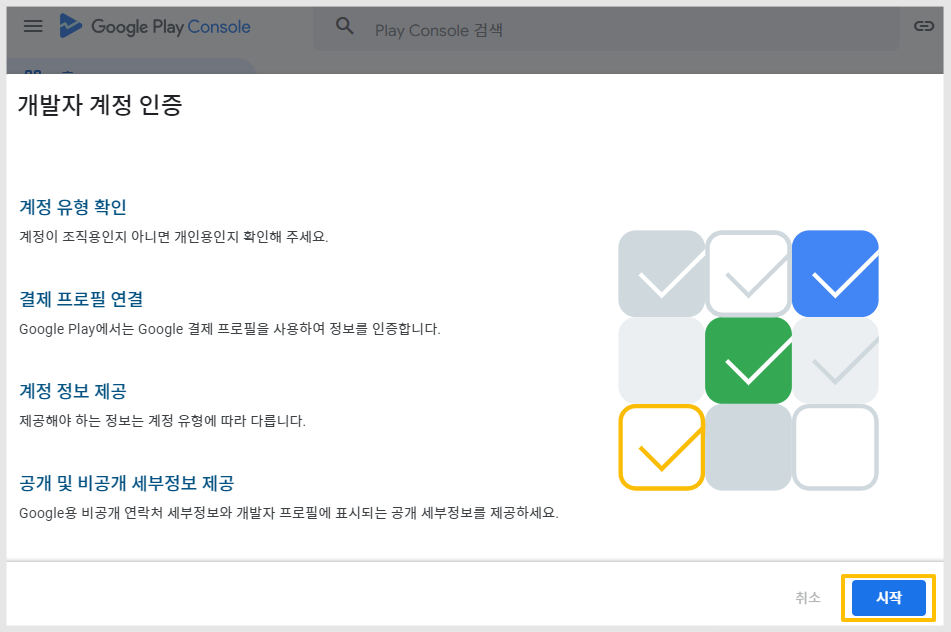 Google Play Console
Play Console 검색
개발자 계정 인증
계정 유형 확인
계정이 조직용인지 아니면 개인용인지 확인해 주세요.
결제 프로필 연결
Google Play에서는 Google 결제 프로필을 사용하여 정보를 인증합니다.
계정 정보 제공
제공해야 하는 정보는 계정 유형에 따라 다릅니다.
공개 및 비공개 세부정보 제공
Google용 비공개 연락처 세부정보와 개발자 프로필에 표시되는 공개 세부정보를 제공하세요.
취소
시작